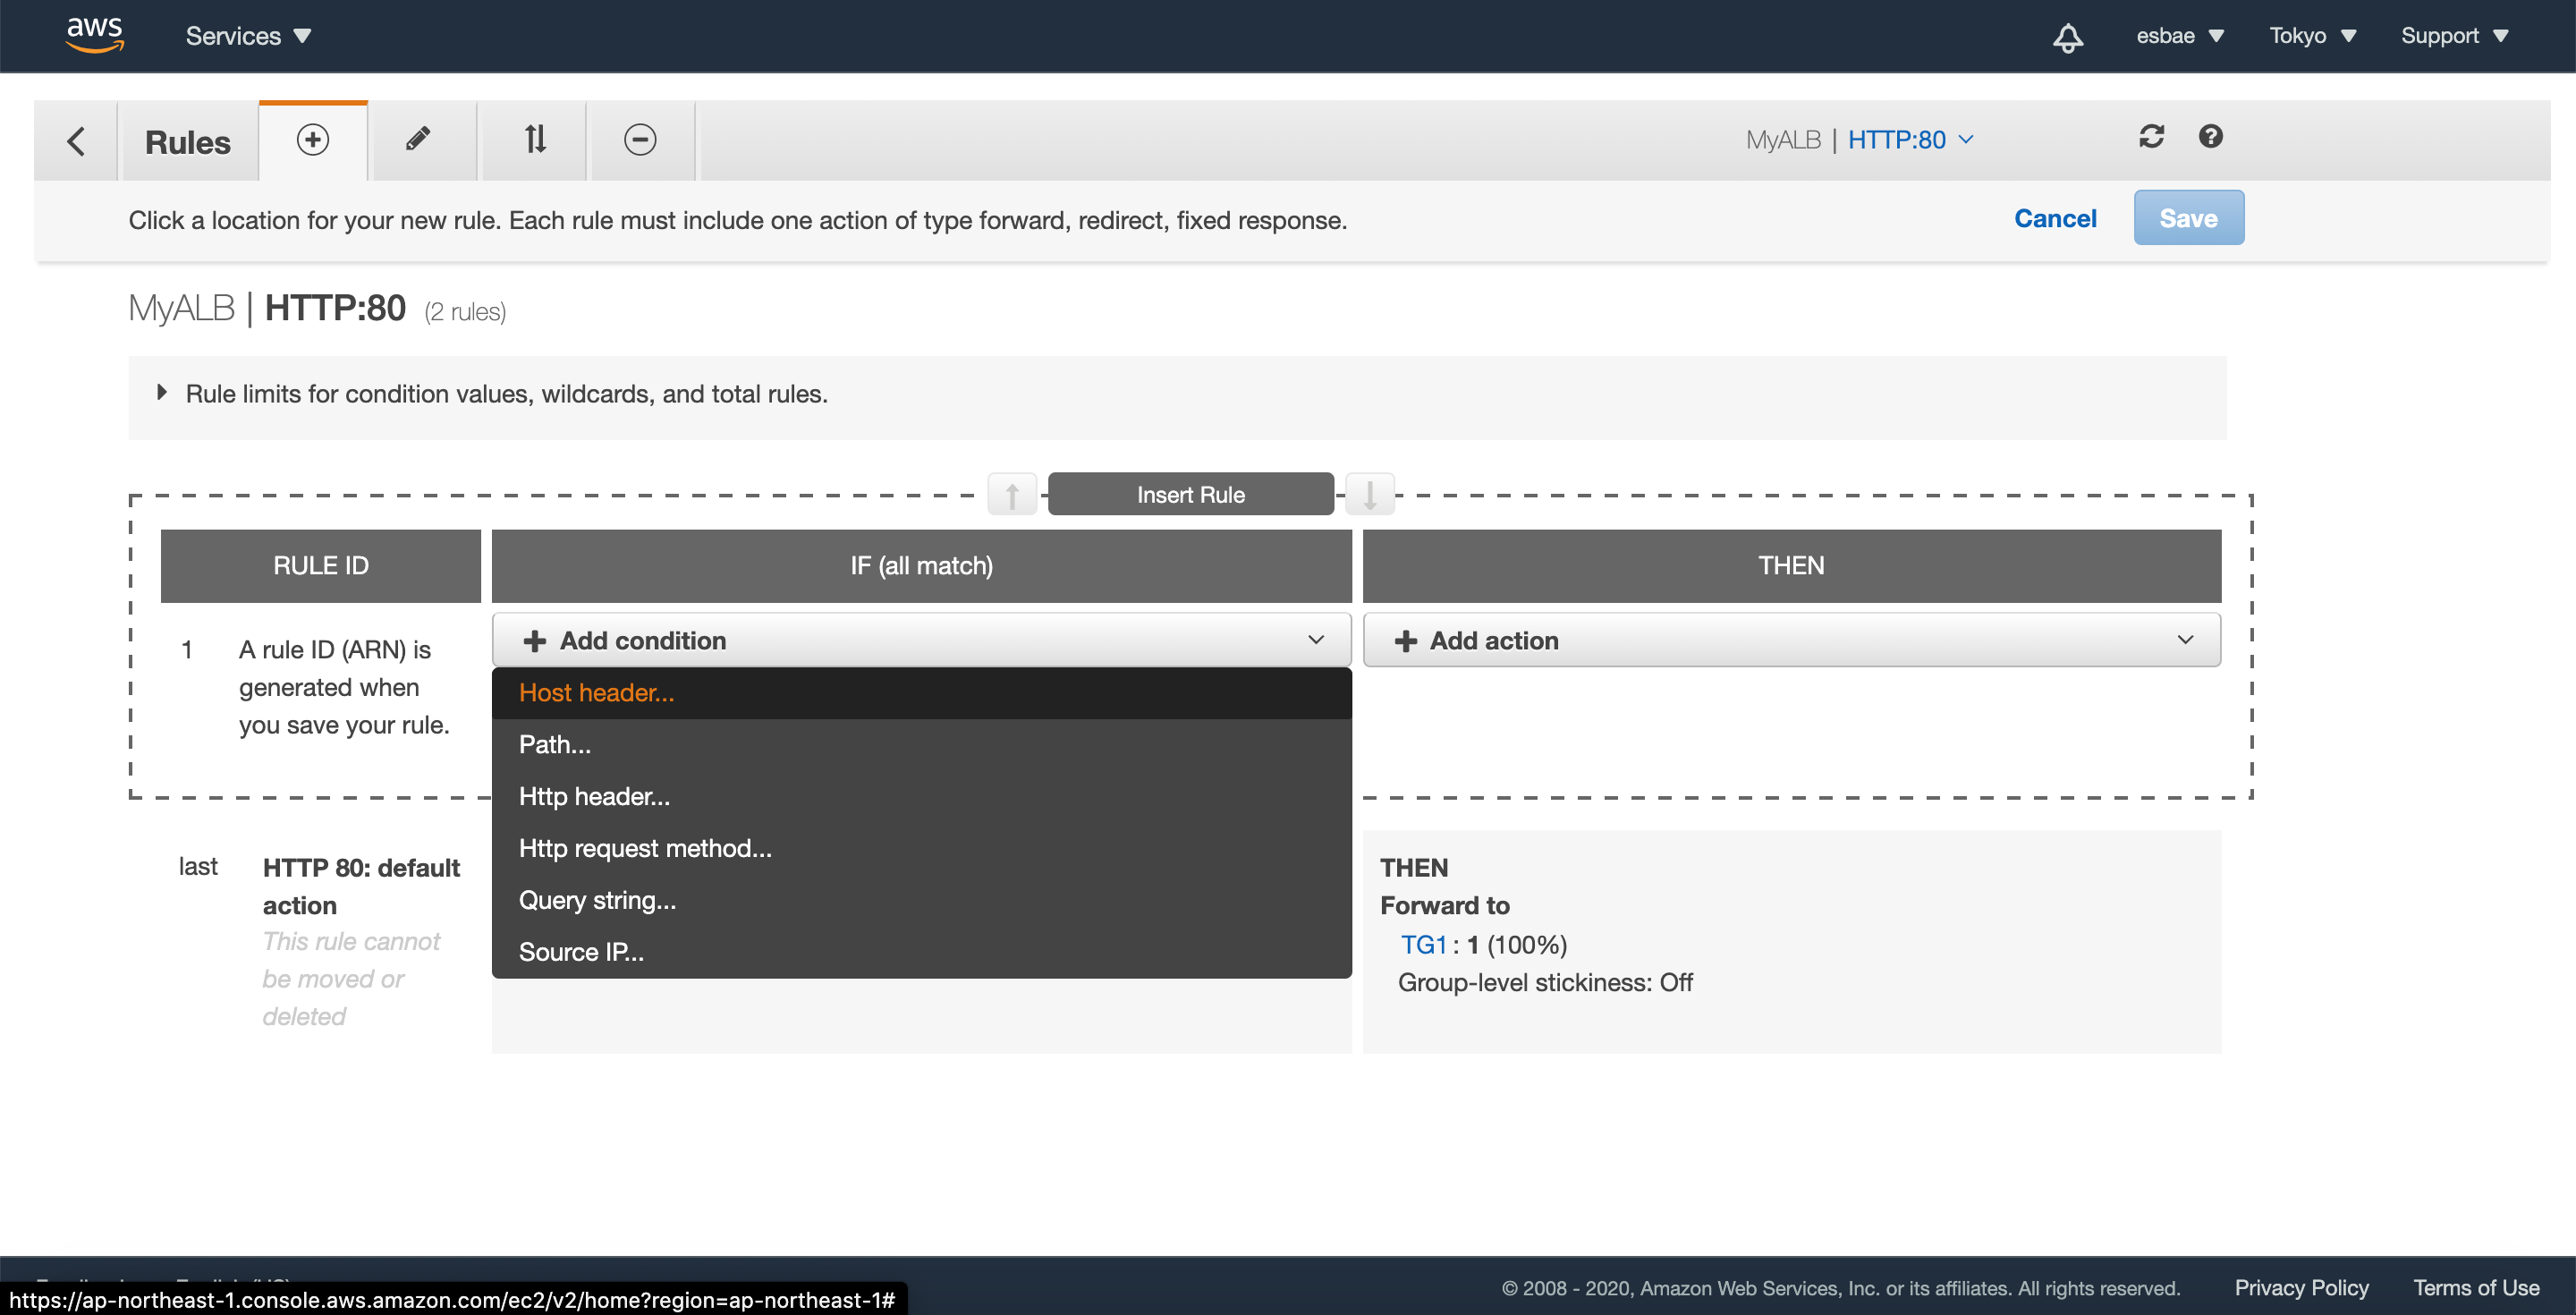 aws
Services
esbae
Tokyo
Support
Rules
MyALB | HTTP:80
Click a location for your new rule. Each rule must include one action of type forward, redirect, fixed response.
Cancel
Save
MyALB | HTTP:80 (2 rules)
Rule limits for condition values, wildcards, and total rules.
Insert Rule
RULE ID
IF (all match)
THEN
1
A rule ID (ARN) is
generated when
you save your rule.
Add condition
Host header...
Path...
Http header...
Http request method...
Query string...
Source IP...
Add action
last
HTTP 80: default
action
This rule cannot
be moved or
deleted
THEN
Forward to
TG1 : 1 (100%)
Group-level stickiness: Off
© 2008 - 2020, Amazon Web Services, Inc. or its affiliates. All rights reserved.
Privacy Policy
Terms of Use
https://ap-northeast-1.console.aws.amazon.com/ec2/v2/home?region=ap-northeast-1#